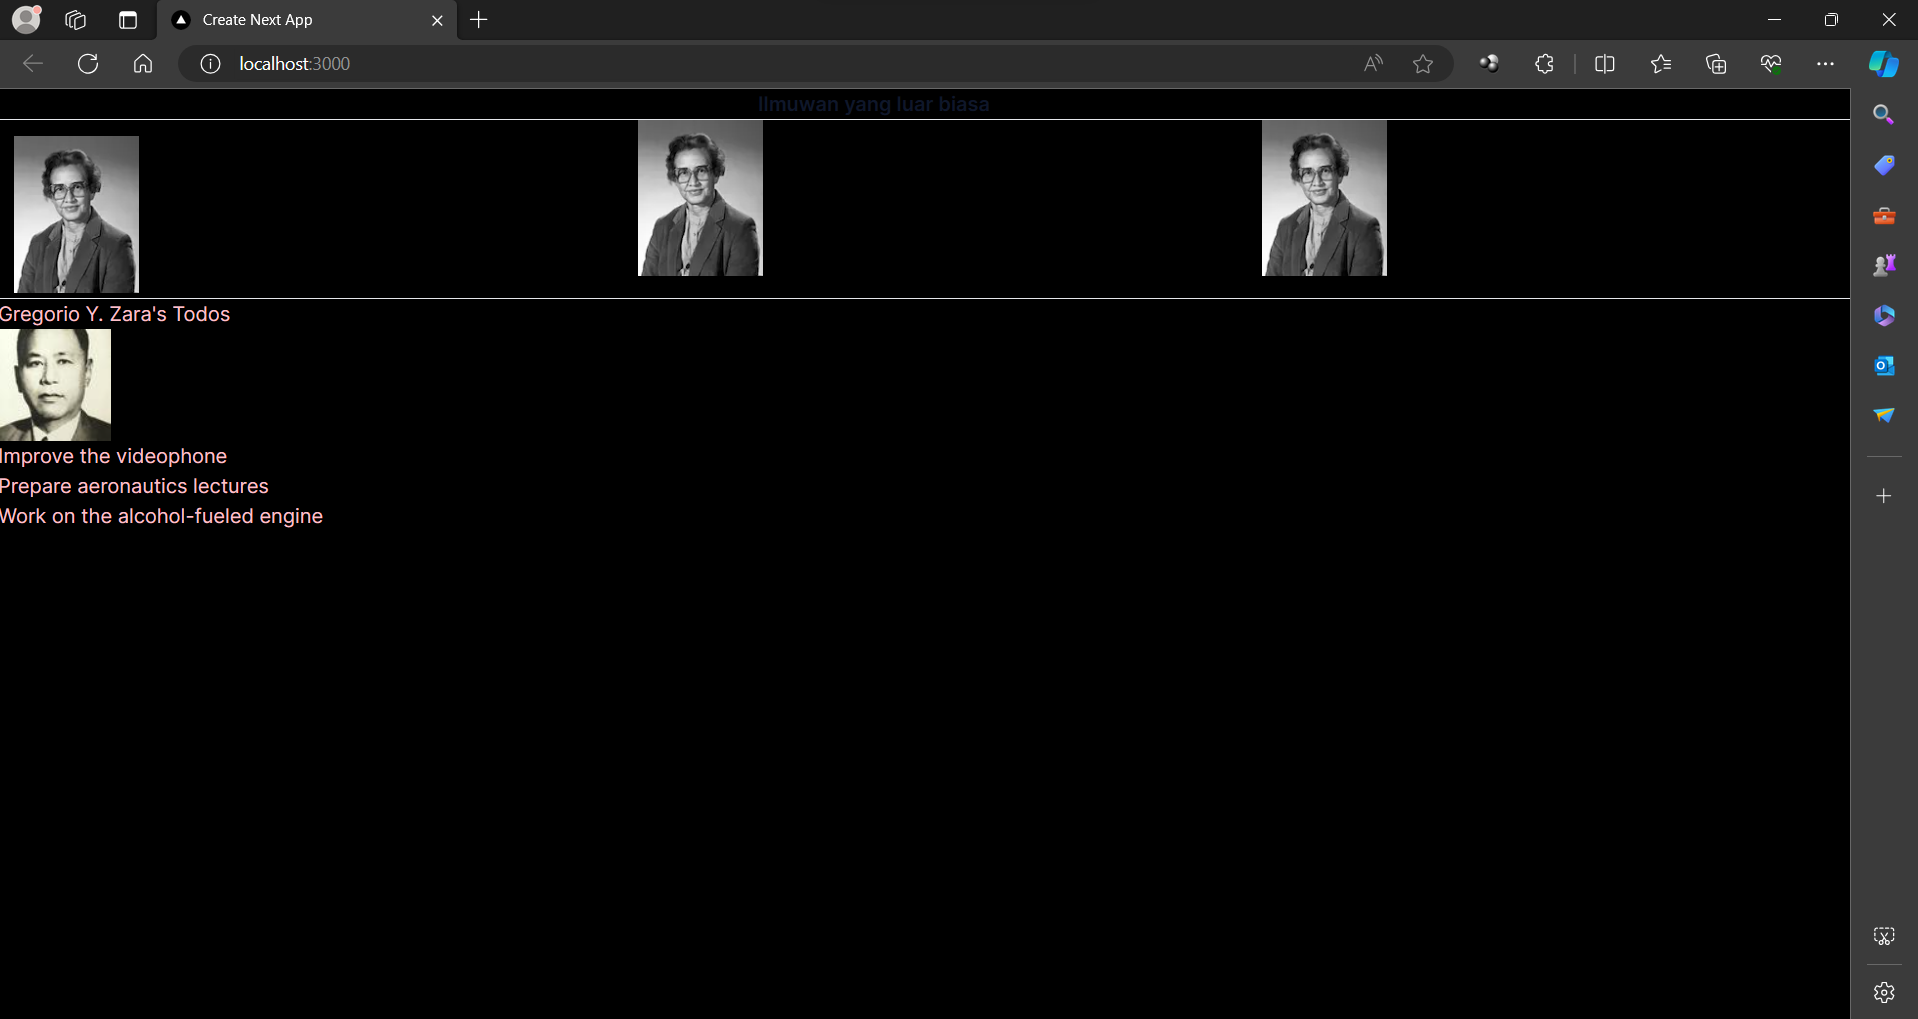 Create Next App
localhost:3000
Ilmuwan yang luar biasa
Gregorio Y. Zara's Todos
Improve the videophone
Prepare aeronautics lectures
Work on the alcohol-fueled engine